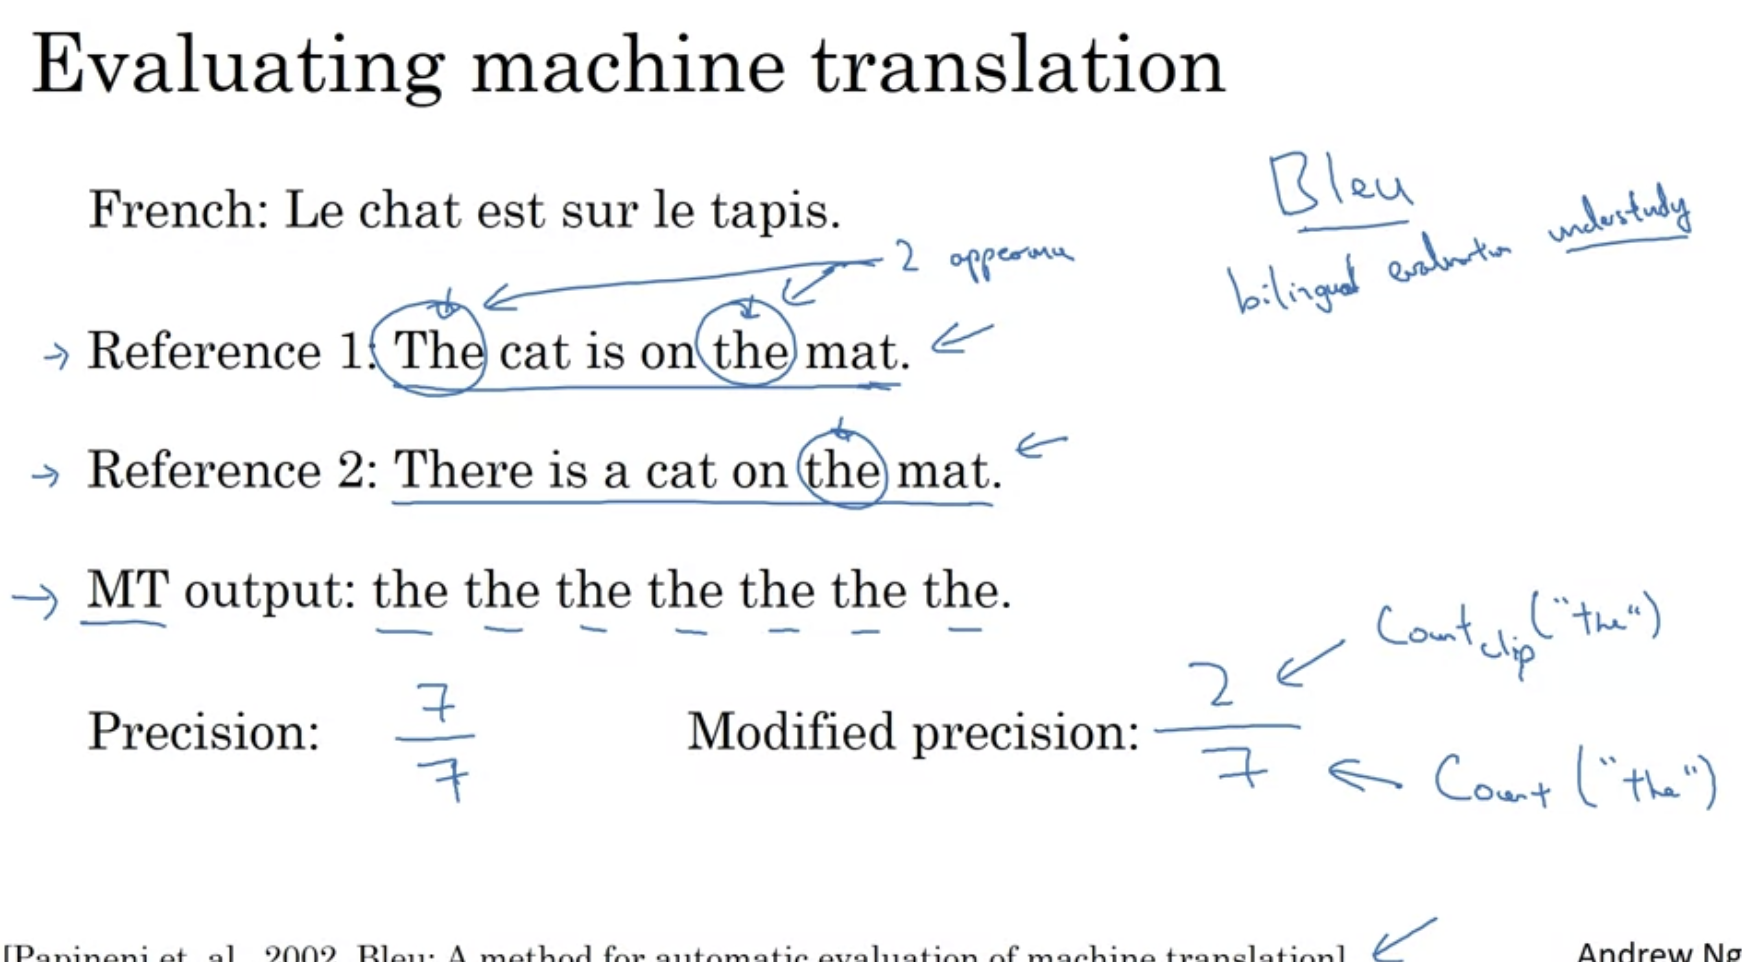 Evaluating machine translation
Bleu
bilingual evaluation understudy
French: Le chat est sur le tapis.
2
→ Reference 1: The cat is on the mat. ←
→ Reference 2: There is a cat on the mat. ←
→ MT output: the the the the the the the.
Precision: 7/7
Modified precision: 2/7
← Count clip ("the")
← Count ("the")
[Papineni et. al., 2002. Bleu: A method for automatic evaluation of machine translation] ←
Andrew Ng